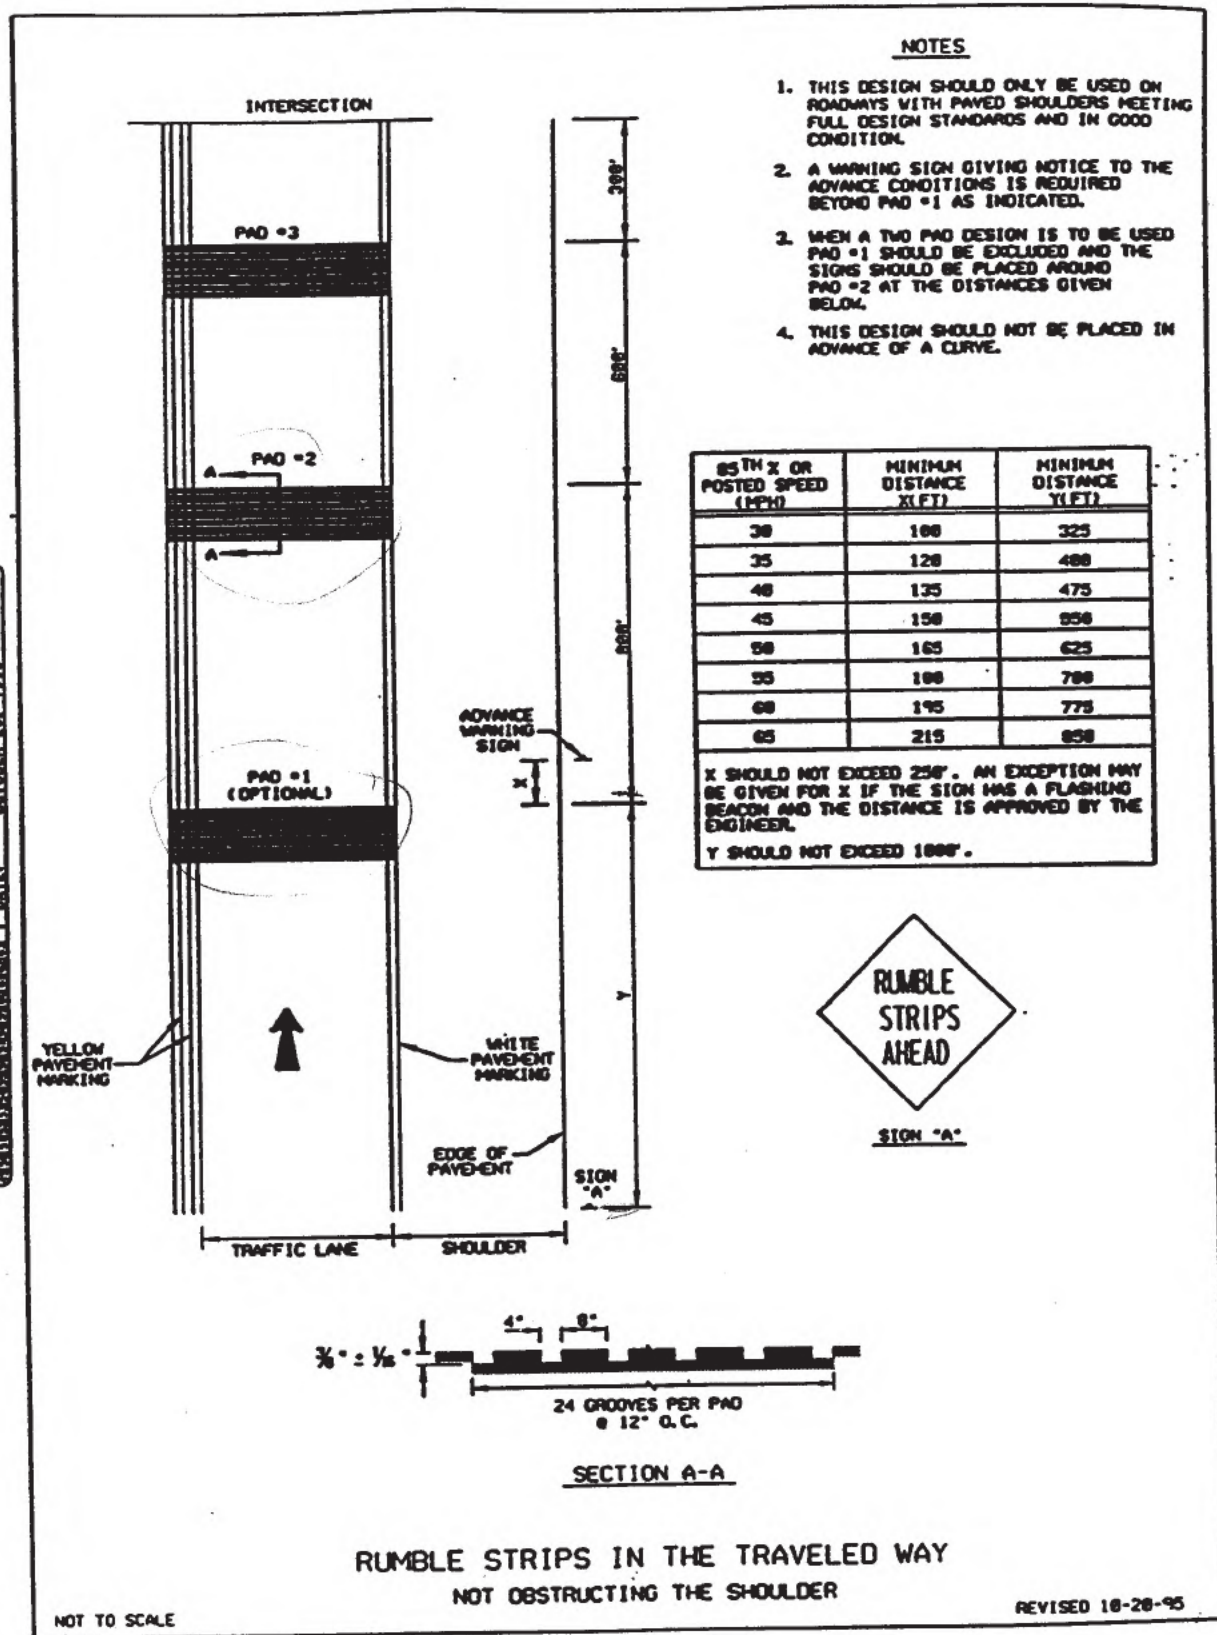 NOTES
1. THIS DESIGN SHOULD ONLY BE USED ON
ROADWAYS WITH PAVED SHOULDERS MEETING
FULL DESIGN STANDARDS AND IN GOOD
CONDITION.
2. A WARNING SIGN GIVING NOTICE TO THE
ADVANCE CONDITIONS IS REQUIRED
BEYOND PAD #1 AS INDICATED.
3. WHEN A TWO PAD DESIGN IS TO BE USED
PAD #1 SHOULD BE EXCLUDED AND THE
SIGNS SHOULD BE PLACED AROUND
PAD #2 AT THE DISTANCES GIVEN
BELOW.
4. THIS DESIGN SHOULD NOT BE PLACED IN
ADVANCE OF A CURVE.
INTERSECTION
300'
PAD #3
600'
PAD #2
A
A
800'
ADVANCE
WARNING
SIGN
X
PAD #1
(OPTIONAL)
Y
YELLOW
PAVEMENT
MARKING
WHITE
PAVEMENT
MARKING
EDGE OF
PAVEMENT
SIGN
"A"
TRAFFIC LANE
SHOULDER
85TH % OR
POSTED SPEED
(MPH)
MINIMUM
DISTANCE
X(FT)
MINIMUM
DISTANCE
Y(FT)
30 100 325
35 120 400
40 135 475
45 150 550
50 165 625
55 180 700
60 195 775
65 215 850
X SHOULD NOT EXCEED 250'. AN EXCEPTION MAY
BE GIVEN FOR X IF THE SIGN HAS A FLASHING
BEACON AND THE DISTANCE IS APPROVED BY THE
ENGINEER.
Y SHOULD NOT EXCEED 1000'.
RUMBLE
STRIPS
AHEAD
SIGN "A"
4"
8"
24 GROOVES PER PAD
@ 12" O.C.
SECTION A-A
RUMBLE STRIPS IN THE TRAVELED WAY
NOT OBSTRUCTING THE SHOULDER
NOT TO SCALE
REVISED 10-20-95